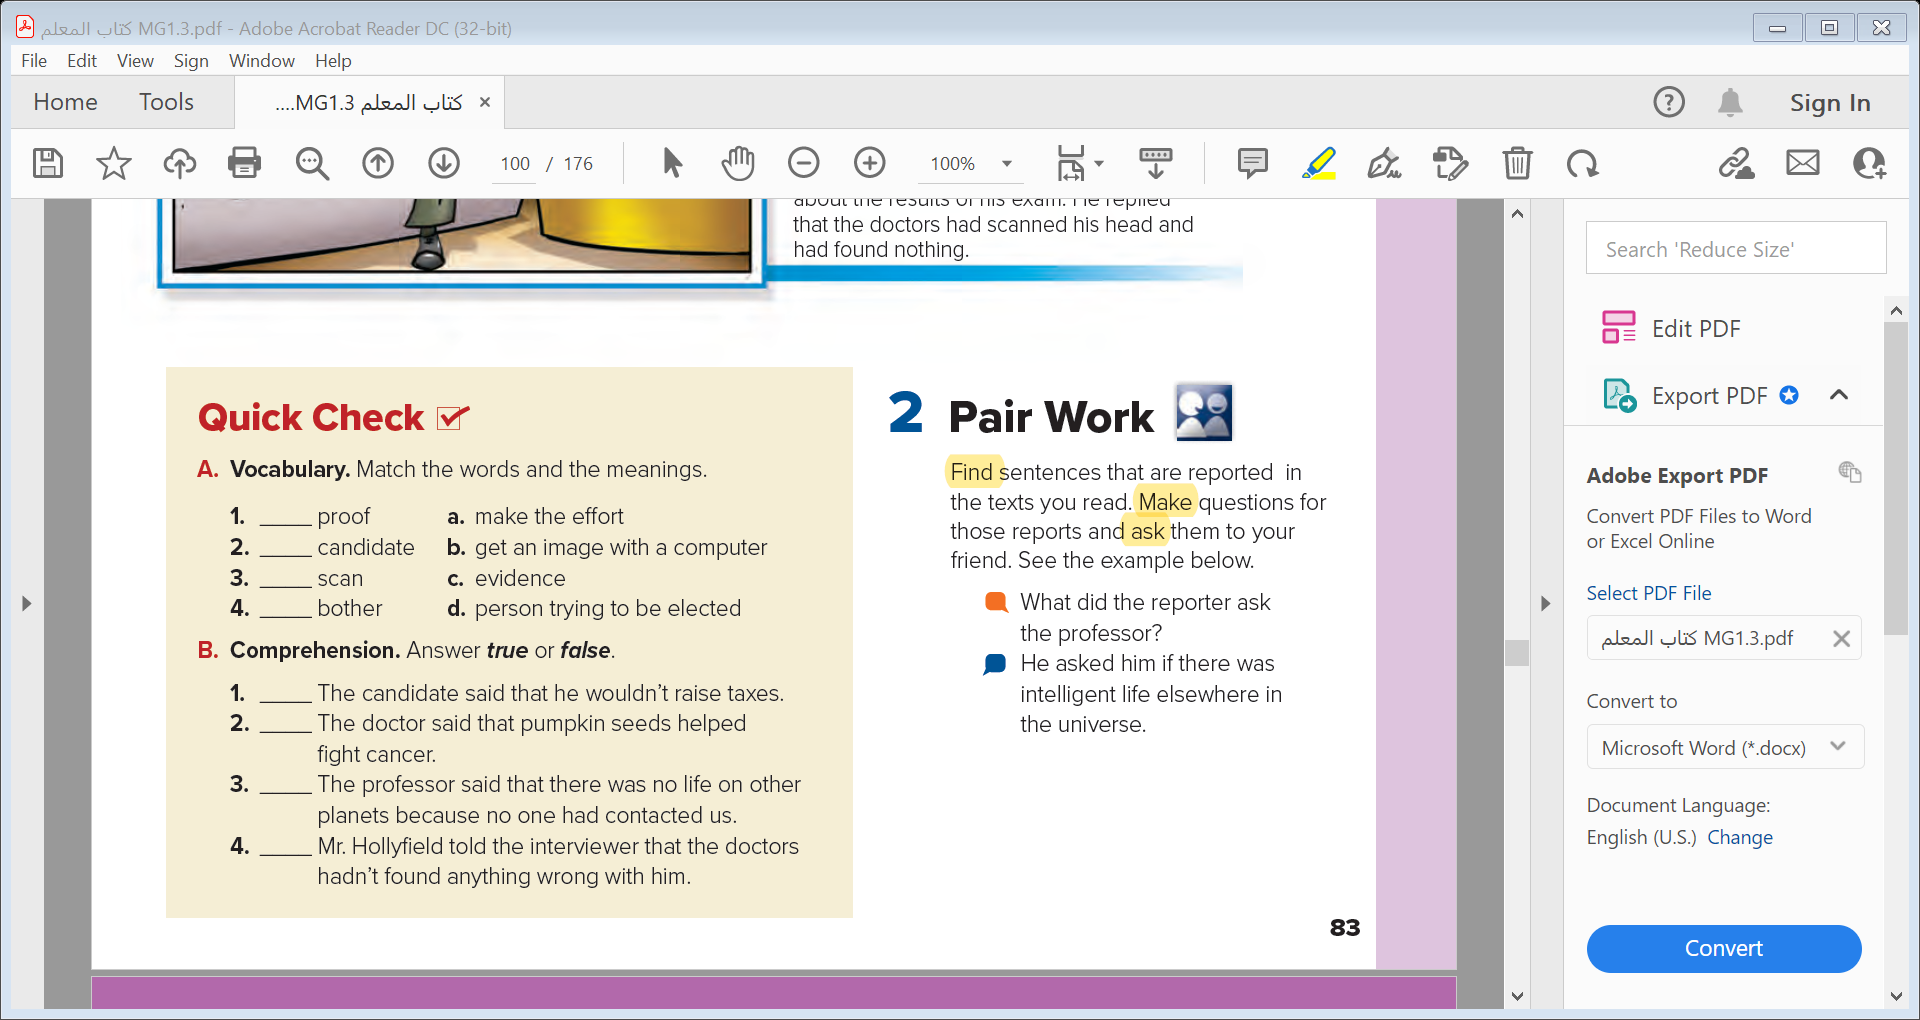 كتاب المعلم MG1.3.pdf - Adobe Acrobat Reader DC (32-bit)
File Edit View Sign Window Help
Home Tools كتاب المعلم MG1.3....
Sign In
100 / 176
100%
about the results of his exam. He replied
that the doctors had scanned his head and
had found nothing.
Quick Check
A. Vocabulary. Match the words and the meanings.
1. ____ proof a. make the effort
2. ____ candidate b. get an image with a computer
3. ____ scan c. evidence
4. ____ bother d. person trying to be elected
B. Comprehension. Answer true or false.
1. ____ The candidate said that he wouldn't raise taxes.
2. ____ The doctor said that pumpkin seeds helped
fight cancer.
3. ____ The professor said that there was no life on other
planets because no one had contacted us.
4. ____ Mr. Hollyfield told the interviewer that the doctors
hadn't found anything wrong with him.
2 Pair Work
Find sentences that are reported in
the texts you read. Make questions for
those reports and ask them to your
friend. See the example below.
What did the reporter ask
the professor?
He asked him if there was
intelligent life elsewhere in
the universe.
83
Search 'Reduce Size'
Edit PDF
Export PDF
Adobe Export PDF
Convert PDF Files to Word
or Excel Online
Select PDF File
كتاب المعلم MG1.3.pdf
Convert to
Microsoft Word (*.docx)
Document Language:
English (U.S.) Change
Convert